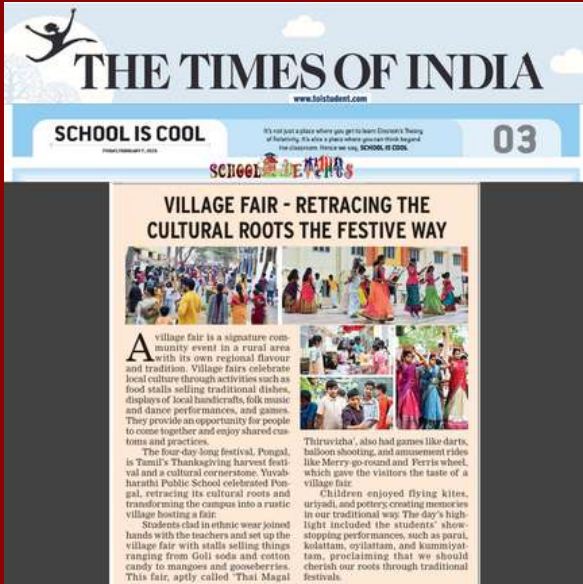 THE TIMES OF INDIA
www.toistudent.com
SCHOOL IS COOL
It's not just a place where you get to learn Einstein's Theory
of Relativity. It's also a place where you can think beyond
the classroom. Hence we say, SCHOOL IS COOL
03
SCHOOL
VILLAGE FAIR - RETRACING THE
CULTURAL ROOTS THE FESTIVE WAY
A village fair is a signature com-
munity event in a rural area
with its own regional flavour
and tradition. Village fairs celebrate
local culture through activities such as
food stalls selling traditional dishes,
displays of local handicrafts, folk music
and dance performances, and games.
They provide an opportunity for people
to come together and enjoy shared cus-
toms and practices.
The four-day-long festival, Pongal,
is Tamil's Thanksgiving harvest festi-
val and a cultural cornerstone. Yuvab-
harathi Public School celebrated Pon-
gal, retracing its cultural roots and
transforming the campus into a rustic
village hosting a fair.
Students clad in ethnic wear joined
hands with the teachers and set up the
village fair with stalls selling things
ranging from Goli soda and cotton
candy to mangoes and gooseberries.
This fair, aptly called 'Thai Magal
Thiruvizha', also had games like darts,
balloon shooting, and amusement rides
like Merry-go-round and Ferris wheel,
which gave the visitors the taste of a
village fair.
Children enjoyed flying kites,
uriyadi, and pottery, creating memories
in our traditional way. The day's high-
light included the students' show-
stopping performances, such as parai,
kolattam, oyilattam, and kummiyat-
tam, proclaiming that we should
cherish our roots through traditional
festivals.